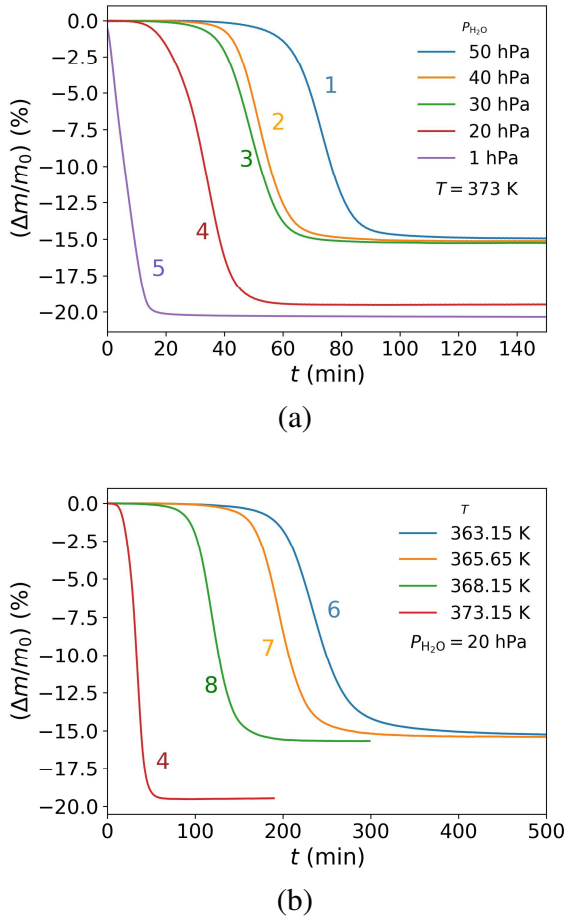 0.0
−2.5
−5.0
−7.5
−10.0
−12.5
−15.0
−17.5
−20.0
(Δm/m₀) (%)
P_H₂O
50 hPa
40 hPa
30 hPa
20 hPa
1 hPa
T = 373 K
1
2
3
4
5
0 20 40 60 80 100 120 140
t (min)
(a)
0.0
−2.5
−5.0
−7.5
−10.0
−12.5
−15.0
−17.5
−20.0
(Δm/m₀) (%)
T
363.15 K
365.65 K
368.15 K
373.15 K
P_H₂O = 20 hPa
6
7
8
4
0 100 200 300 400 500
t (min)
(b)